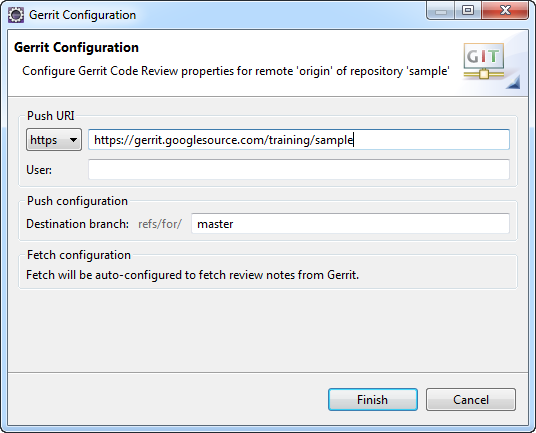 Gerrit Configuration
Gerrit Configuration
Configure Gerrit Code Review properties for remote 'origin' of repository 'sample'
GIT
Push URI
https https://gerrit.googlesource.com/training/sample
User:
Push configuration
Destination branch: refs/for/ master
Fetch configuration
Fetch will be auto-configured to fetch review notes from Gerrit.
Finish Cancel